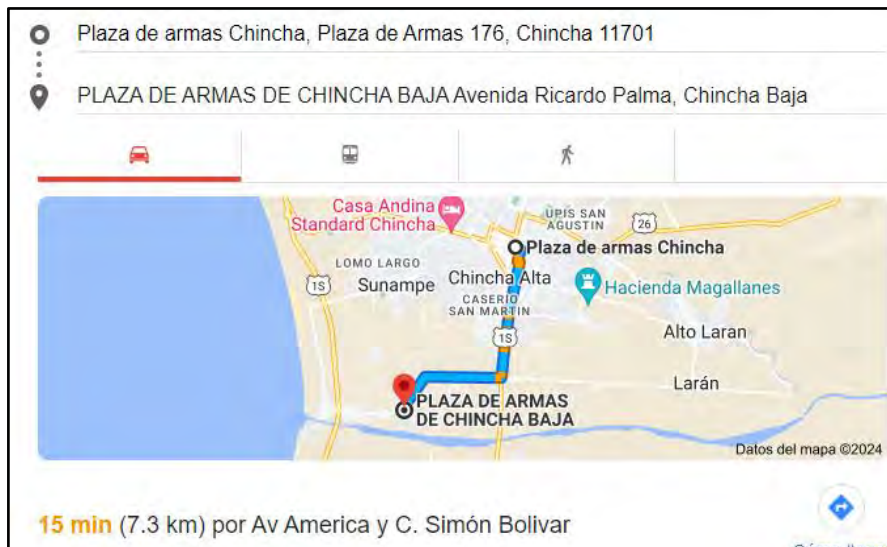 Plaza de armas Chincha, Plaza de Armas 176, Chincha 11701
PLAZA DE ARMAS DE CHINCHA BAJA Avenida Ricardo Palma, Chincha Baja
Casa Andina
Standard Chincha
UPIS SAN
AGUSTIN
26
Plaza de armas Chincha
LOMO LARGO
1S
Sunampe
Chincha Alta
Hacienda Magallanes
CASERIO
SAN MARTIN
1S
Alto Laran
Larán
PLAZA DE ARMAS
DE CHINCHA BAJA
Datos del mapa ©2024
15 min (7.3 km) por Av America y C. Simón Bolivar